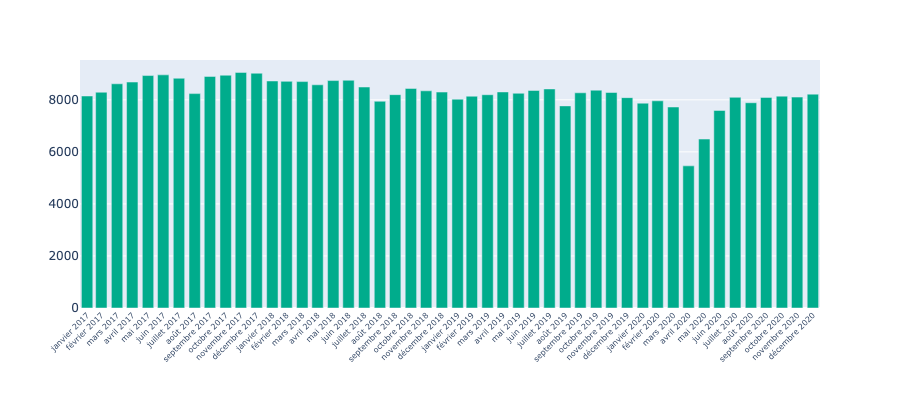 8000
6000
4000
2000
0
janvier 2017
février 2017
mars 2017
avril 2017
mai 2017
juin 2017
juillet 2017
août 2017
septembre 2017
octobre 2017
novembre 2017
décembre 2017
janvier 2018
février 2018
mars 2018
avril 2018
mai 2018
juin 2018
juillet 2018
août 2018
septembre 2018
octobre 2018
novembre 2018
décembre 2018
janvier 2019
février 2019
mars 2019
avril 2019
mai 2019
juin 2019
juillet 2019
août 2019
septembre 2019
octobre 2019
novembre 2019
décembre 2019
janvier 2020
février 2020
mars 2020
avril 2020
mai 2020
juin 2020
juillet 2020
août 2020
septembre 2020
octobre 2020
novembre 2020
décembre 2020